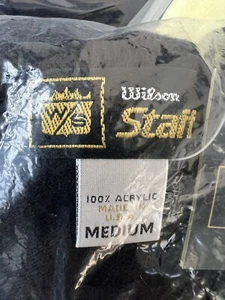 Wilson
W/S Staff
100% ACRYLIC
MADE IN
U.S.A.
MEDIUM